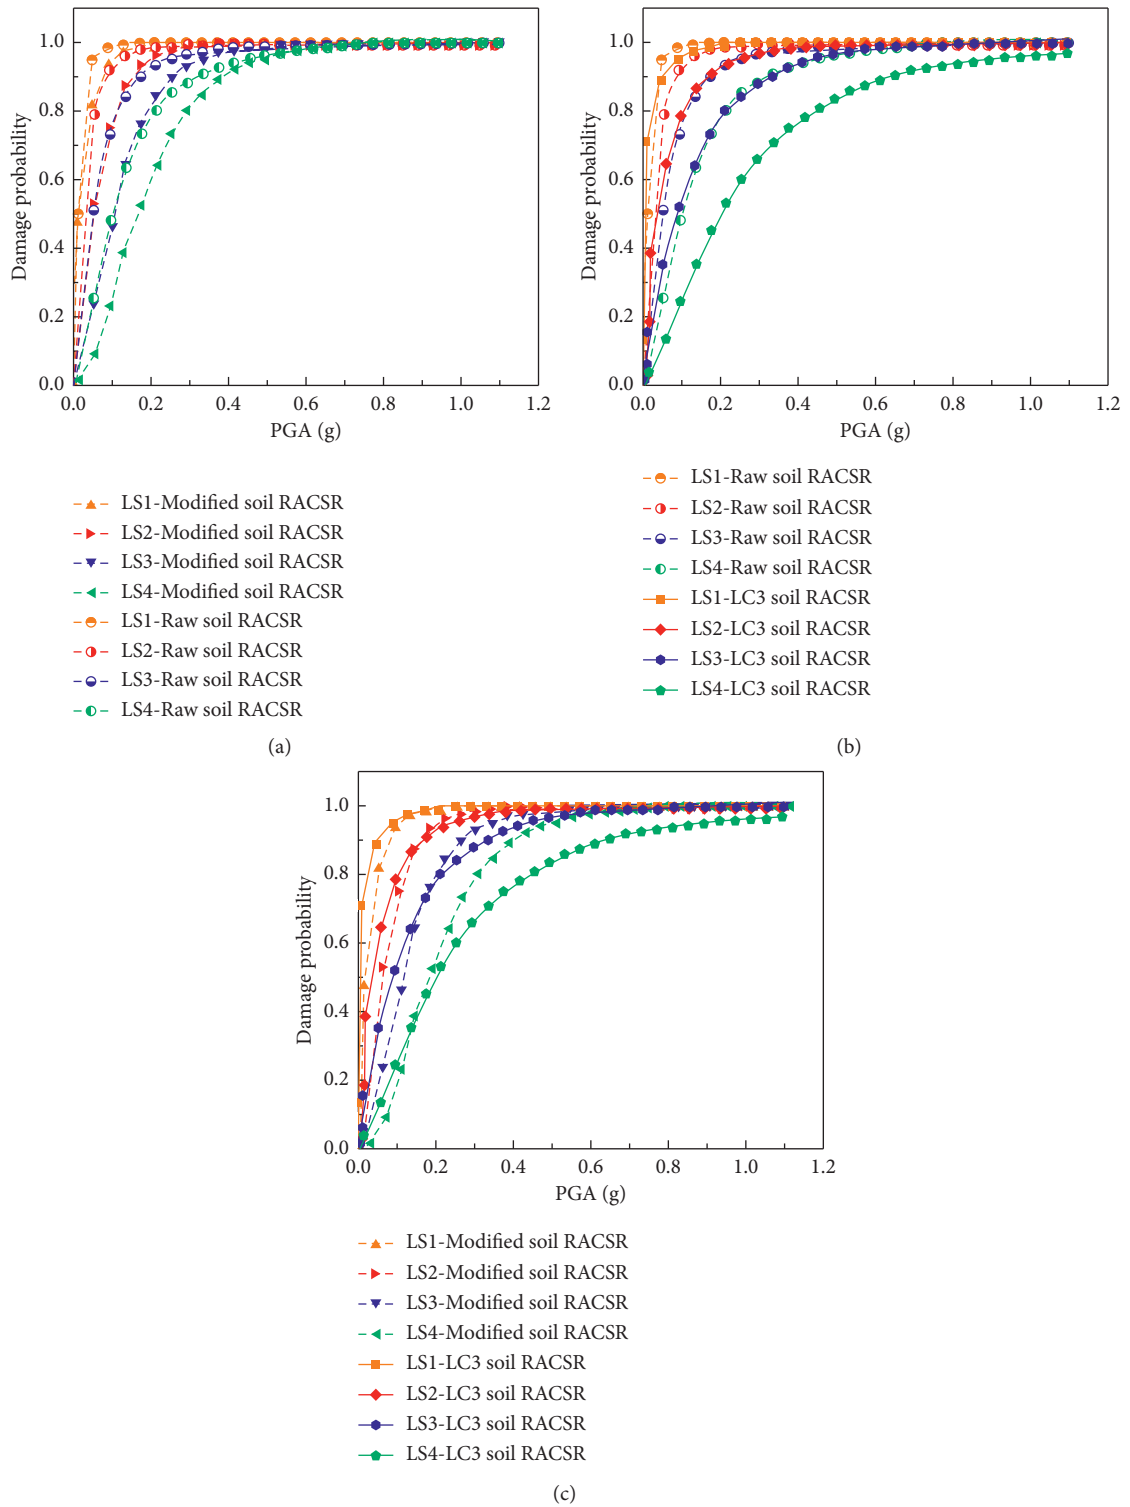 Damage probability
1.0
0.8
0.6
0.4
0.2
0.0
0.0 0.2 0.4 0.6 0.8 1.0 1.2
PGA (g)
LS1-Modified soil RACSR
LS2-Modified soil RACSR
LS3-Modified soil RACSR
LS4-Modified soil RACSR
LS1-Raw soil RACSR
LS2-Raw soil RACSR
LS3-Raw soil RACSR
LS4-Raw soil RACSR
(a)
Damage probability
1.0
0.8
0.6
0.4
0.2
0.0
0.0 0.2 0.4 0.6 0.8 1.0 1.2
PGA (g)
LS1-Raw soil RACSR
LS2-Raw soil RACSR
LS3-Raw soil RACSR
LS4-Raw soil RACSR
LS1-LC3 soil RACSR
LS2-LC3 soil RACSR
LS3-LC3 soil RACSR
LS4-LC3 soil RACSR
(b)
Damage probability
1.0
0.8
0.6
0.4
0.2
0.0
0.0 0.2 0.4 0.6 0.8 1.0 1.2
PGA (g)
LS1-Modified soil RACSR
LS2-Modified soil RACSR
LS3-Modified soil RACSR
LS4-Modified soil RACSR
LS1-LC3 soil RACSR
LS2-LC3 soil RACSR
LS3-LC3 soil RACSR
LS4-LC3 soil RACSR
(c)